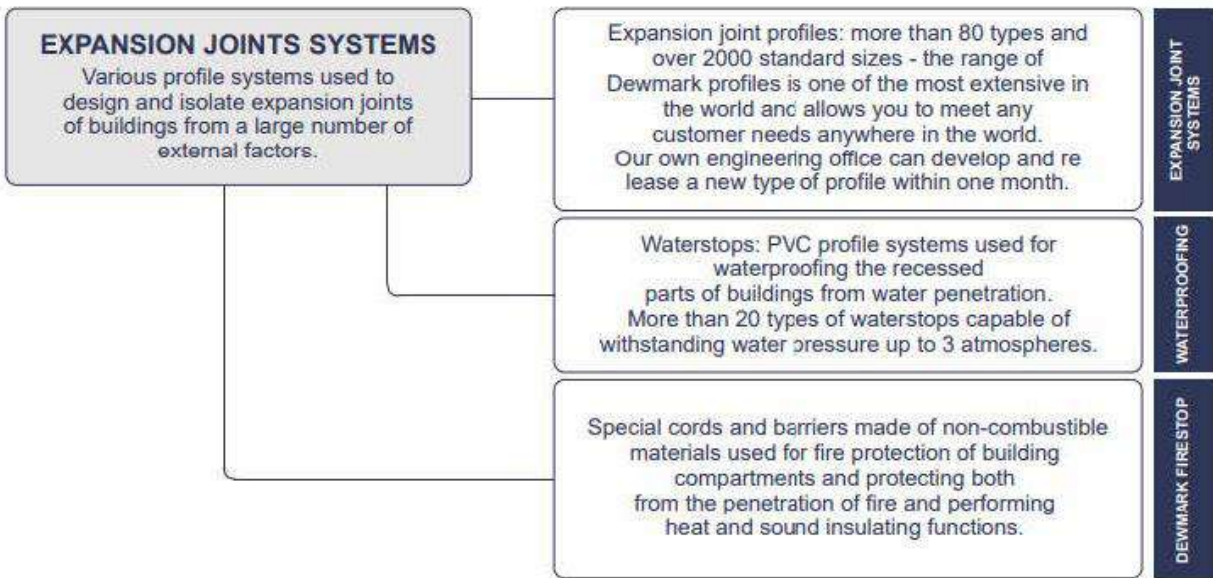 EXPANSION JOINTS SYSTEMS
Various profile systems used to
design and isolate expansion joints
of buildings from a large number of
external factors.
Expansion joint profiles: more than 80 types and
over 2000 standard sizes - the range of
Dewmark profiles is one of the most extensive in
the world and allows you to meet any
customer needs anywhere in the world.
Our own engineering office can develop and re
lease a new type of profile within one month.
EXPANSION JOINT
SYSTEMS
Waterstops: PVC profile systems used for
waterproofing the recessed
parts of buildings from water penetration.
More than 20 types of waterstops capable of
withstanding water pressure up to 3 atmospheres.
WATERPROOFING
Special cords and barriers made of non-combustible
materials used for fire protection of building
compartments and protecting both
from the penetration of fire and performing
heat and sound insulating functions.
DEWMARK FIRESTOP